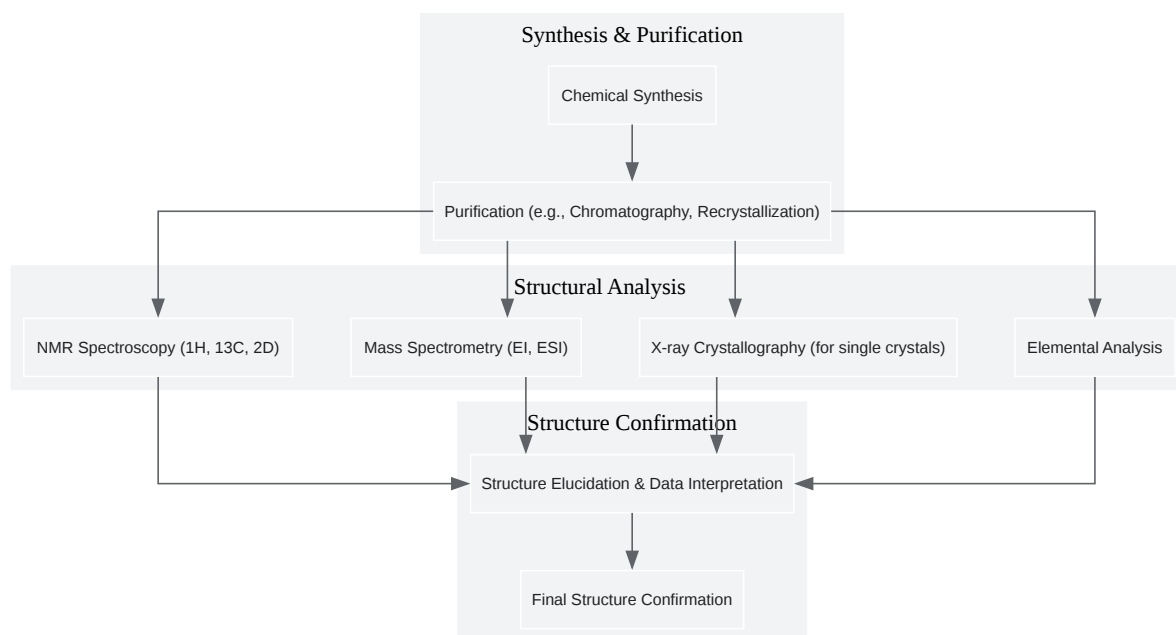 Synthesis & Purification
Chemical Synthesis
Purification (e.g., Chromatography, Recrystallization)
Structural Analysis
NMR Spectroscopy (1H, 13C, 2D)
Mass Spectrometry (EI, ESI)
X-ray Crystallography (for single crystals)
Elemental Analysis
Structure Confirmation
Structure Elucidation & Data Interpretation
Final Structure Confirmation